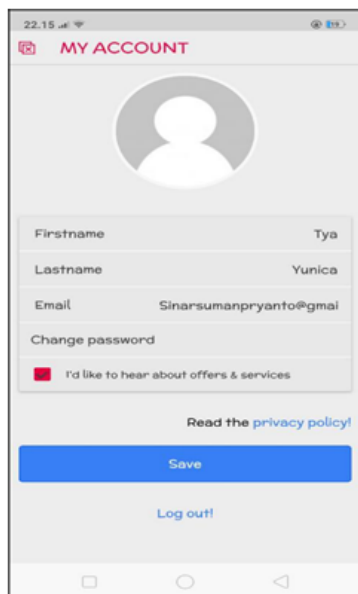 22.15
MY ACCOUNT
Firstname Tya
Lastname Yunica
Email Sinarsumanpryanto@gmai
Change password
I'd like to hear about offers & services
Read the privacy policy!
Save
Log out!